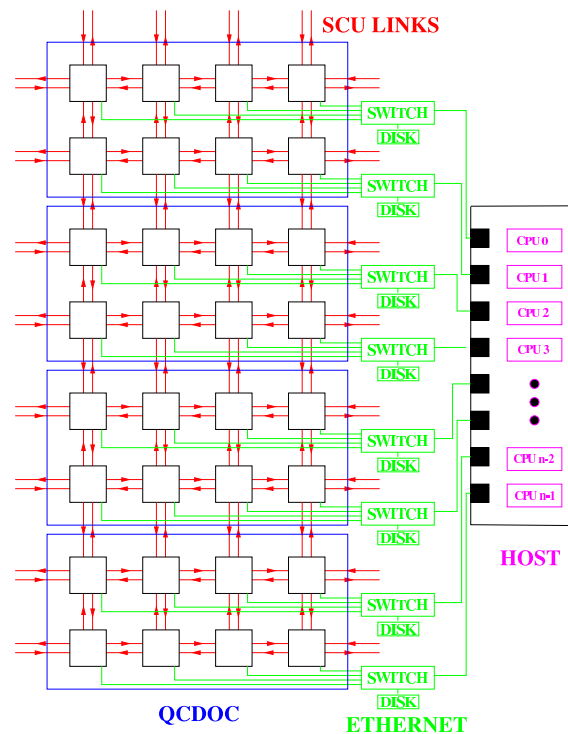 SCU LINKS
SWITCH
DISK
SWITCH
DISK
CPU 0
CPU 1
SWITCH
DISK
CPU 2
SWITCH
DISK
CPU 3
SWITCH
DISK
CPU n-2
SWITCH
DISK
CPU n-1
HOST
SWITCH
DISK
SWITCH
DISK
QCDOC
ETHERNET